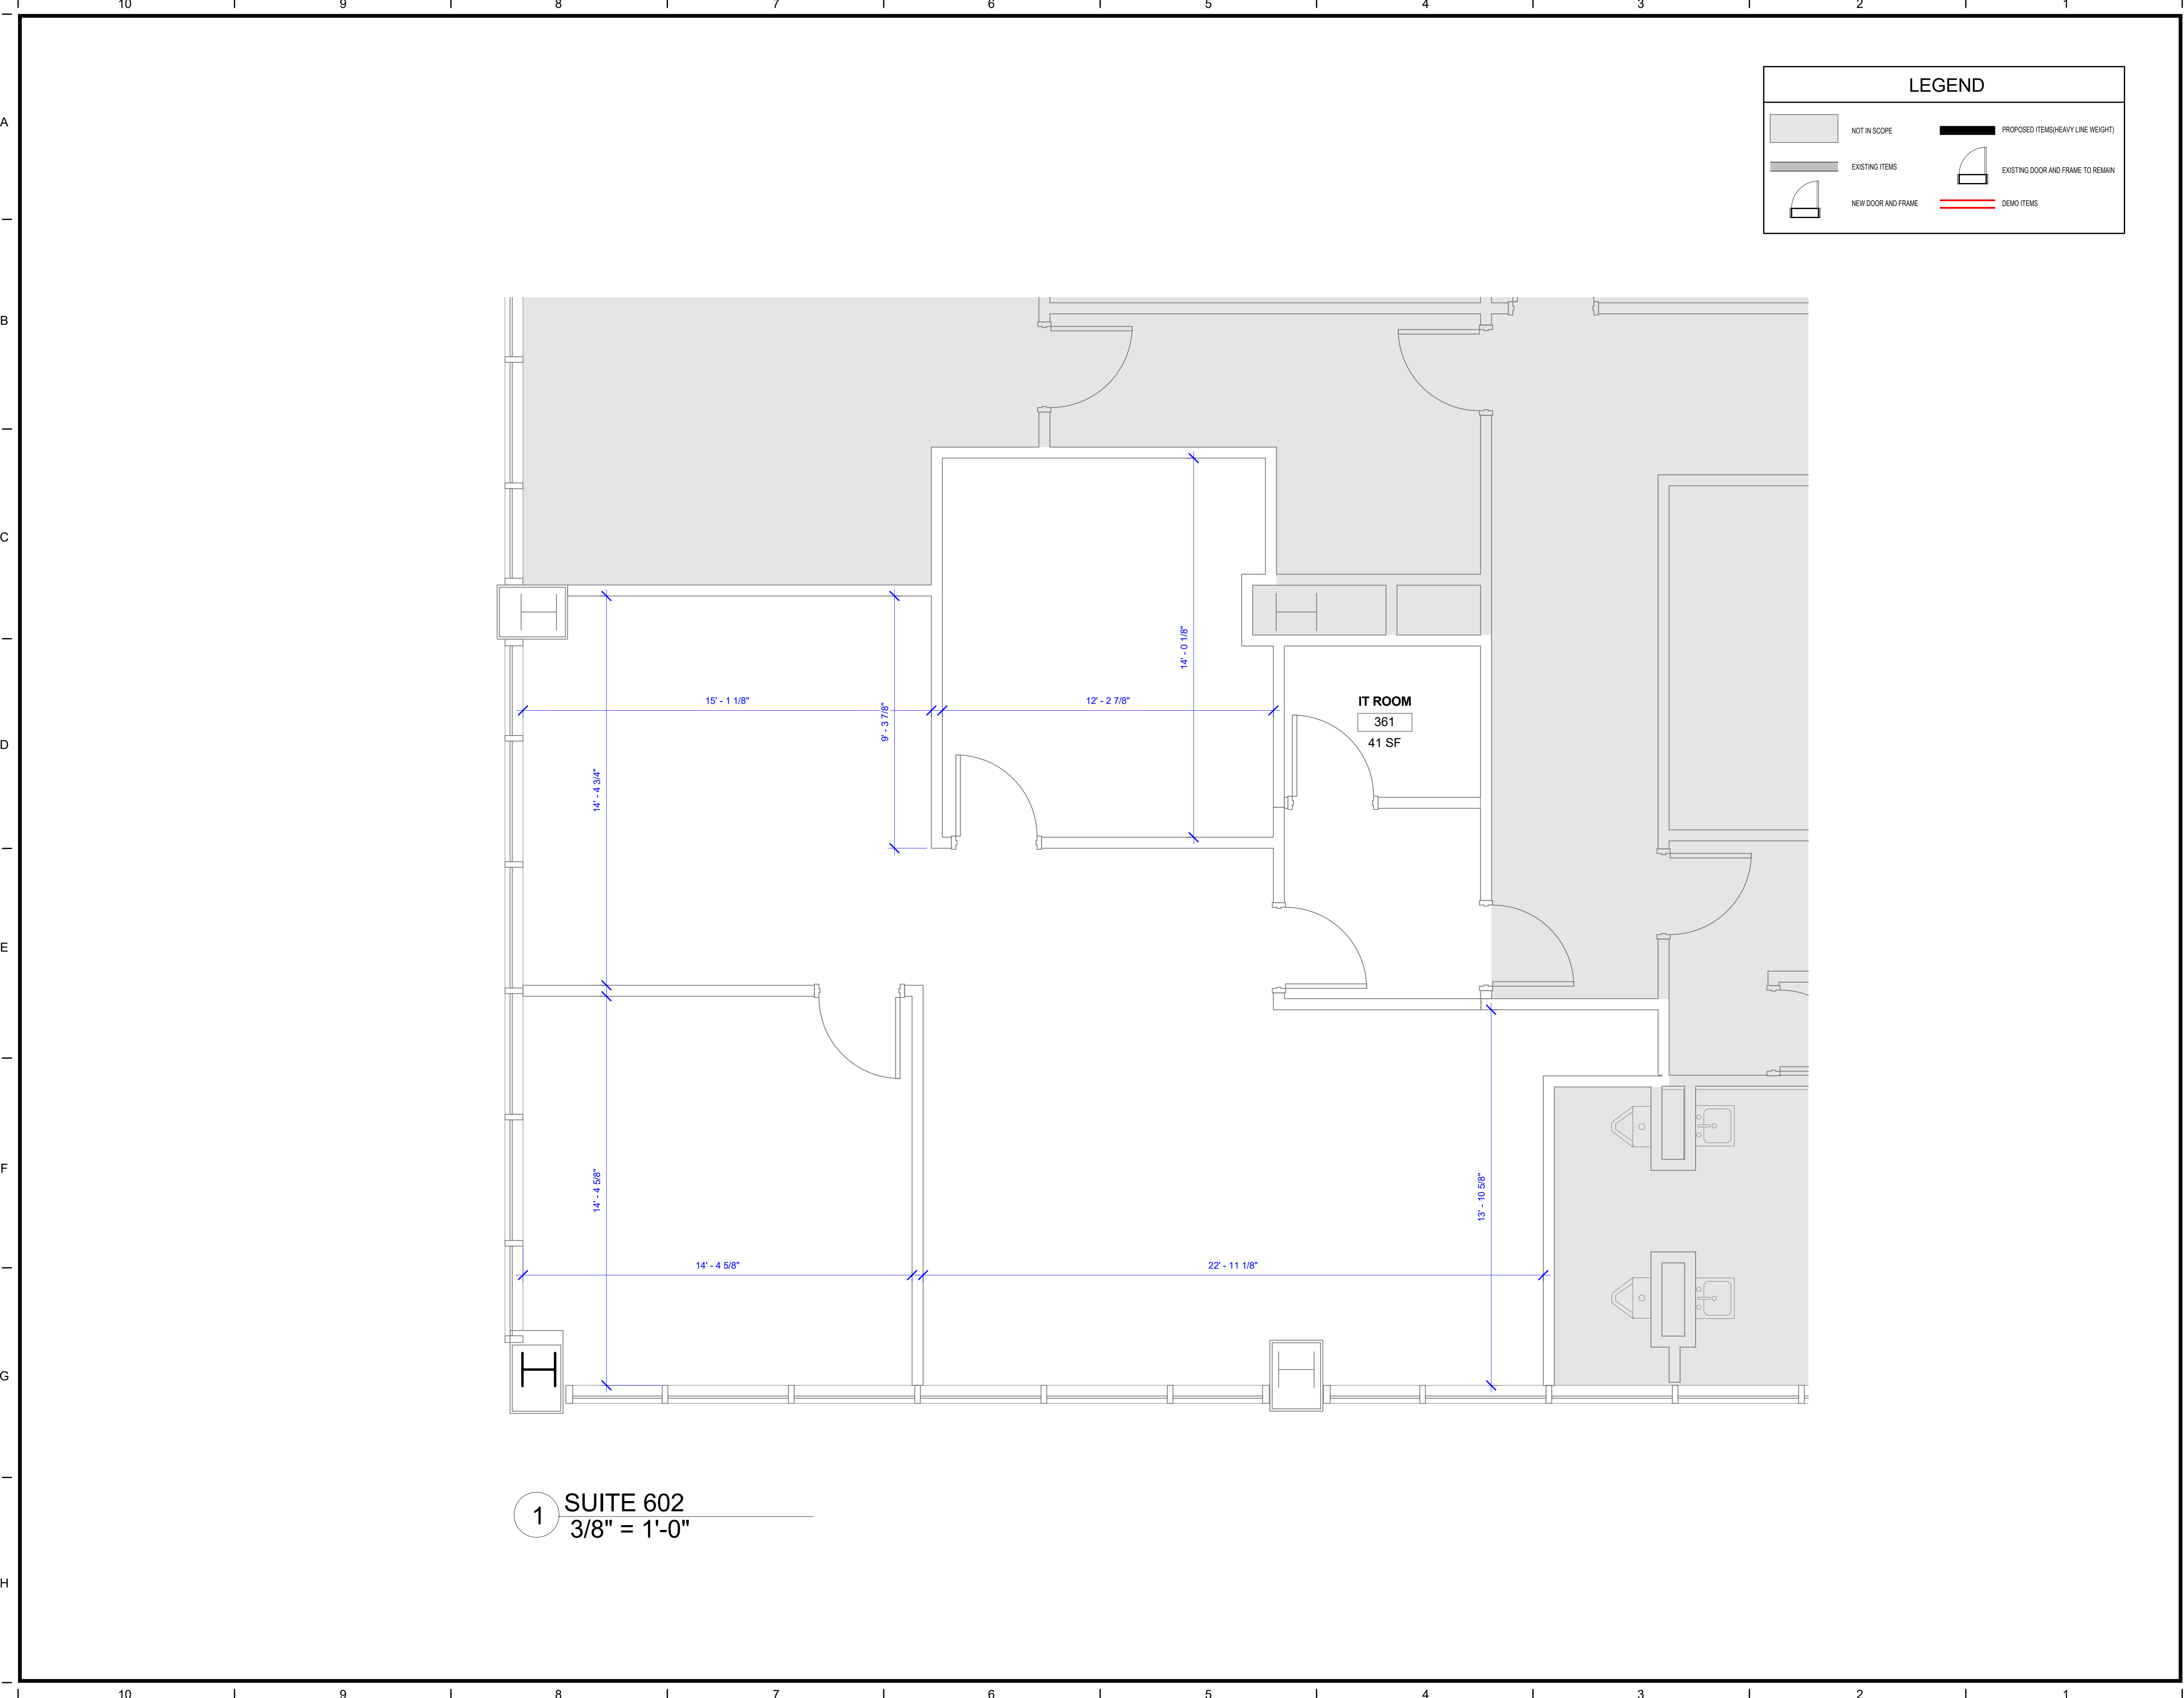 10 9 8 7 6 5 4 3 2 1
A
B
C
D
E
F
G
H
LEGEND
NOT IN SCOPE
PROPOSED ITEMS(HEAVY LINE WEIGHT)
EXISTING ITEMS
EXISTING DOOR AND FRAME TO REMAIN
NEW DOOR AND FRAME
DEMO ITEMS
14' - 0 1/8"
15' - 1 1/8"
9' - 3 7/8"
12' - 2 7/8"
IT ROOM
361
41 SF
14' - 4 3/4"
14' - 4 5/8"
13' - 10 5/8"
14' - 4 5/8"
22' - 11 1/8"
1
SUITE 602
3/8" = 1'-0"
10 9 8 7 6 5 4 3 2 1